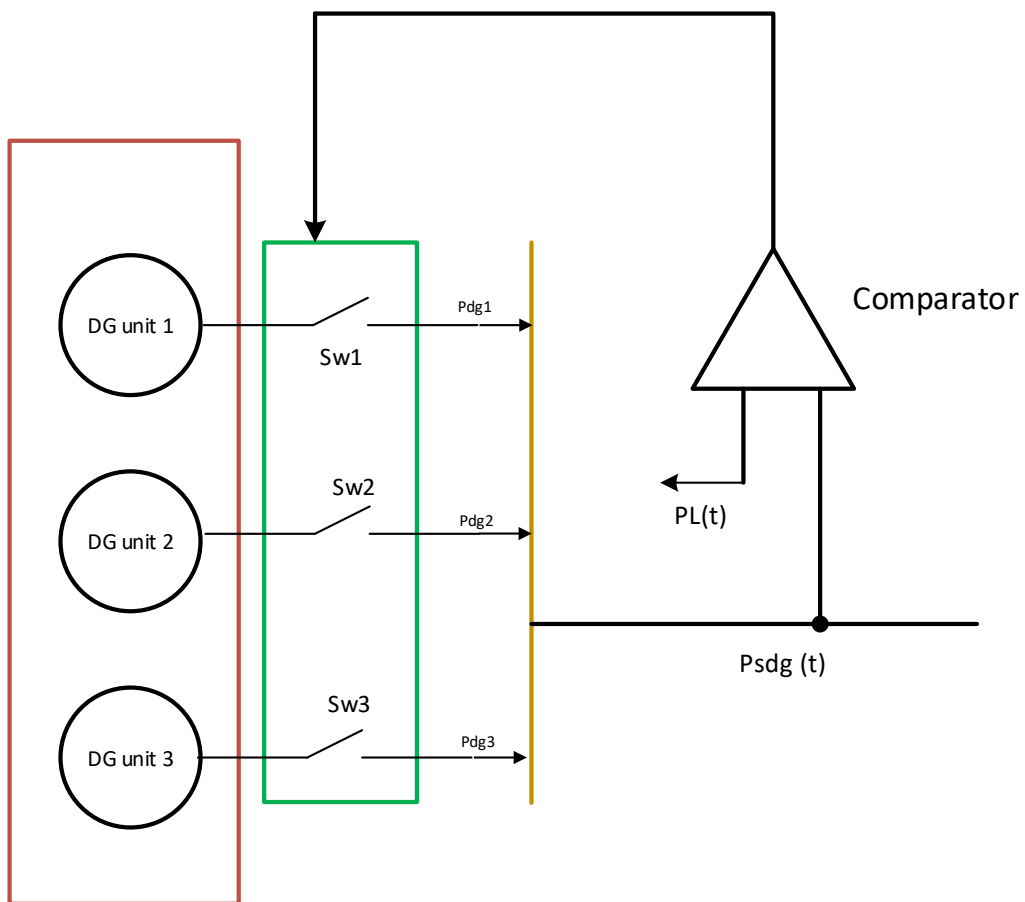 Comparator
Pdg1
DG unit 1
Sw1
Sw2
PL(t)
Pdg2
DG unit 2
Psdg (t)
Sw3
Pdg3
DG unit 3